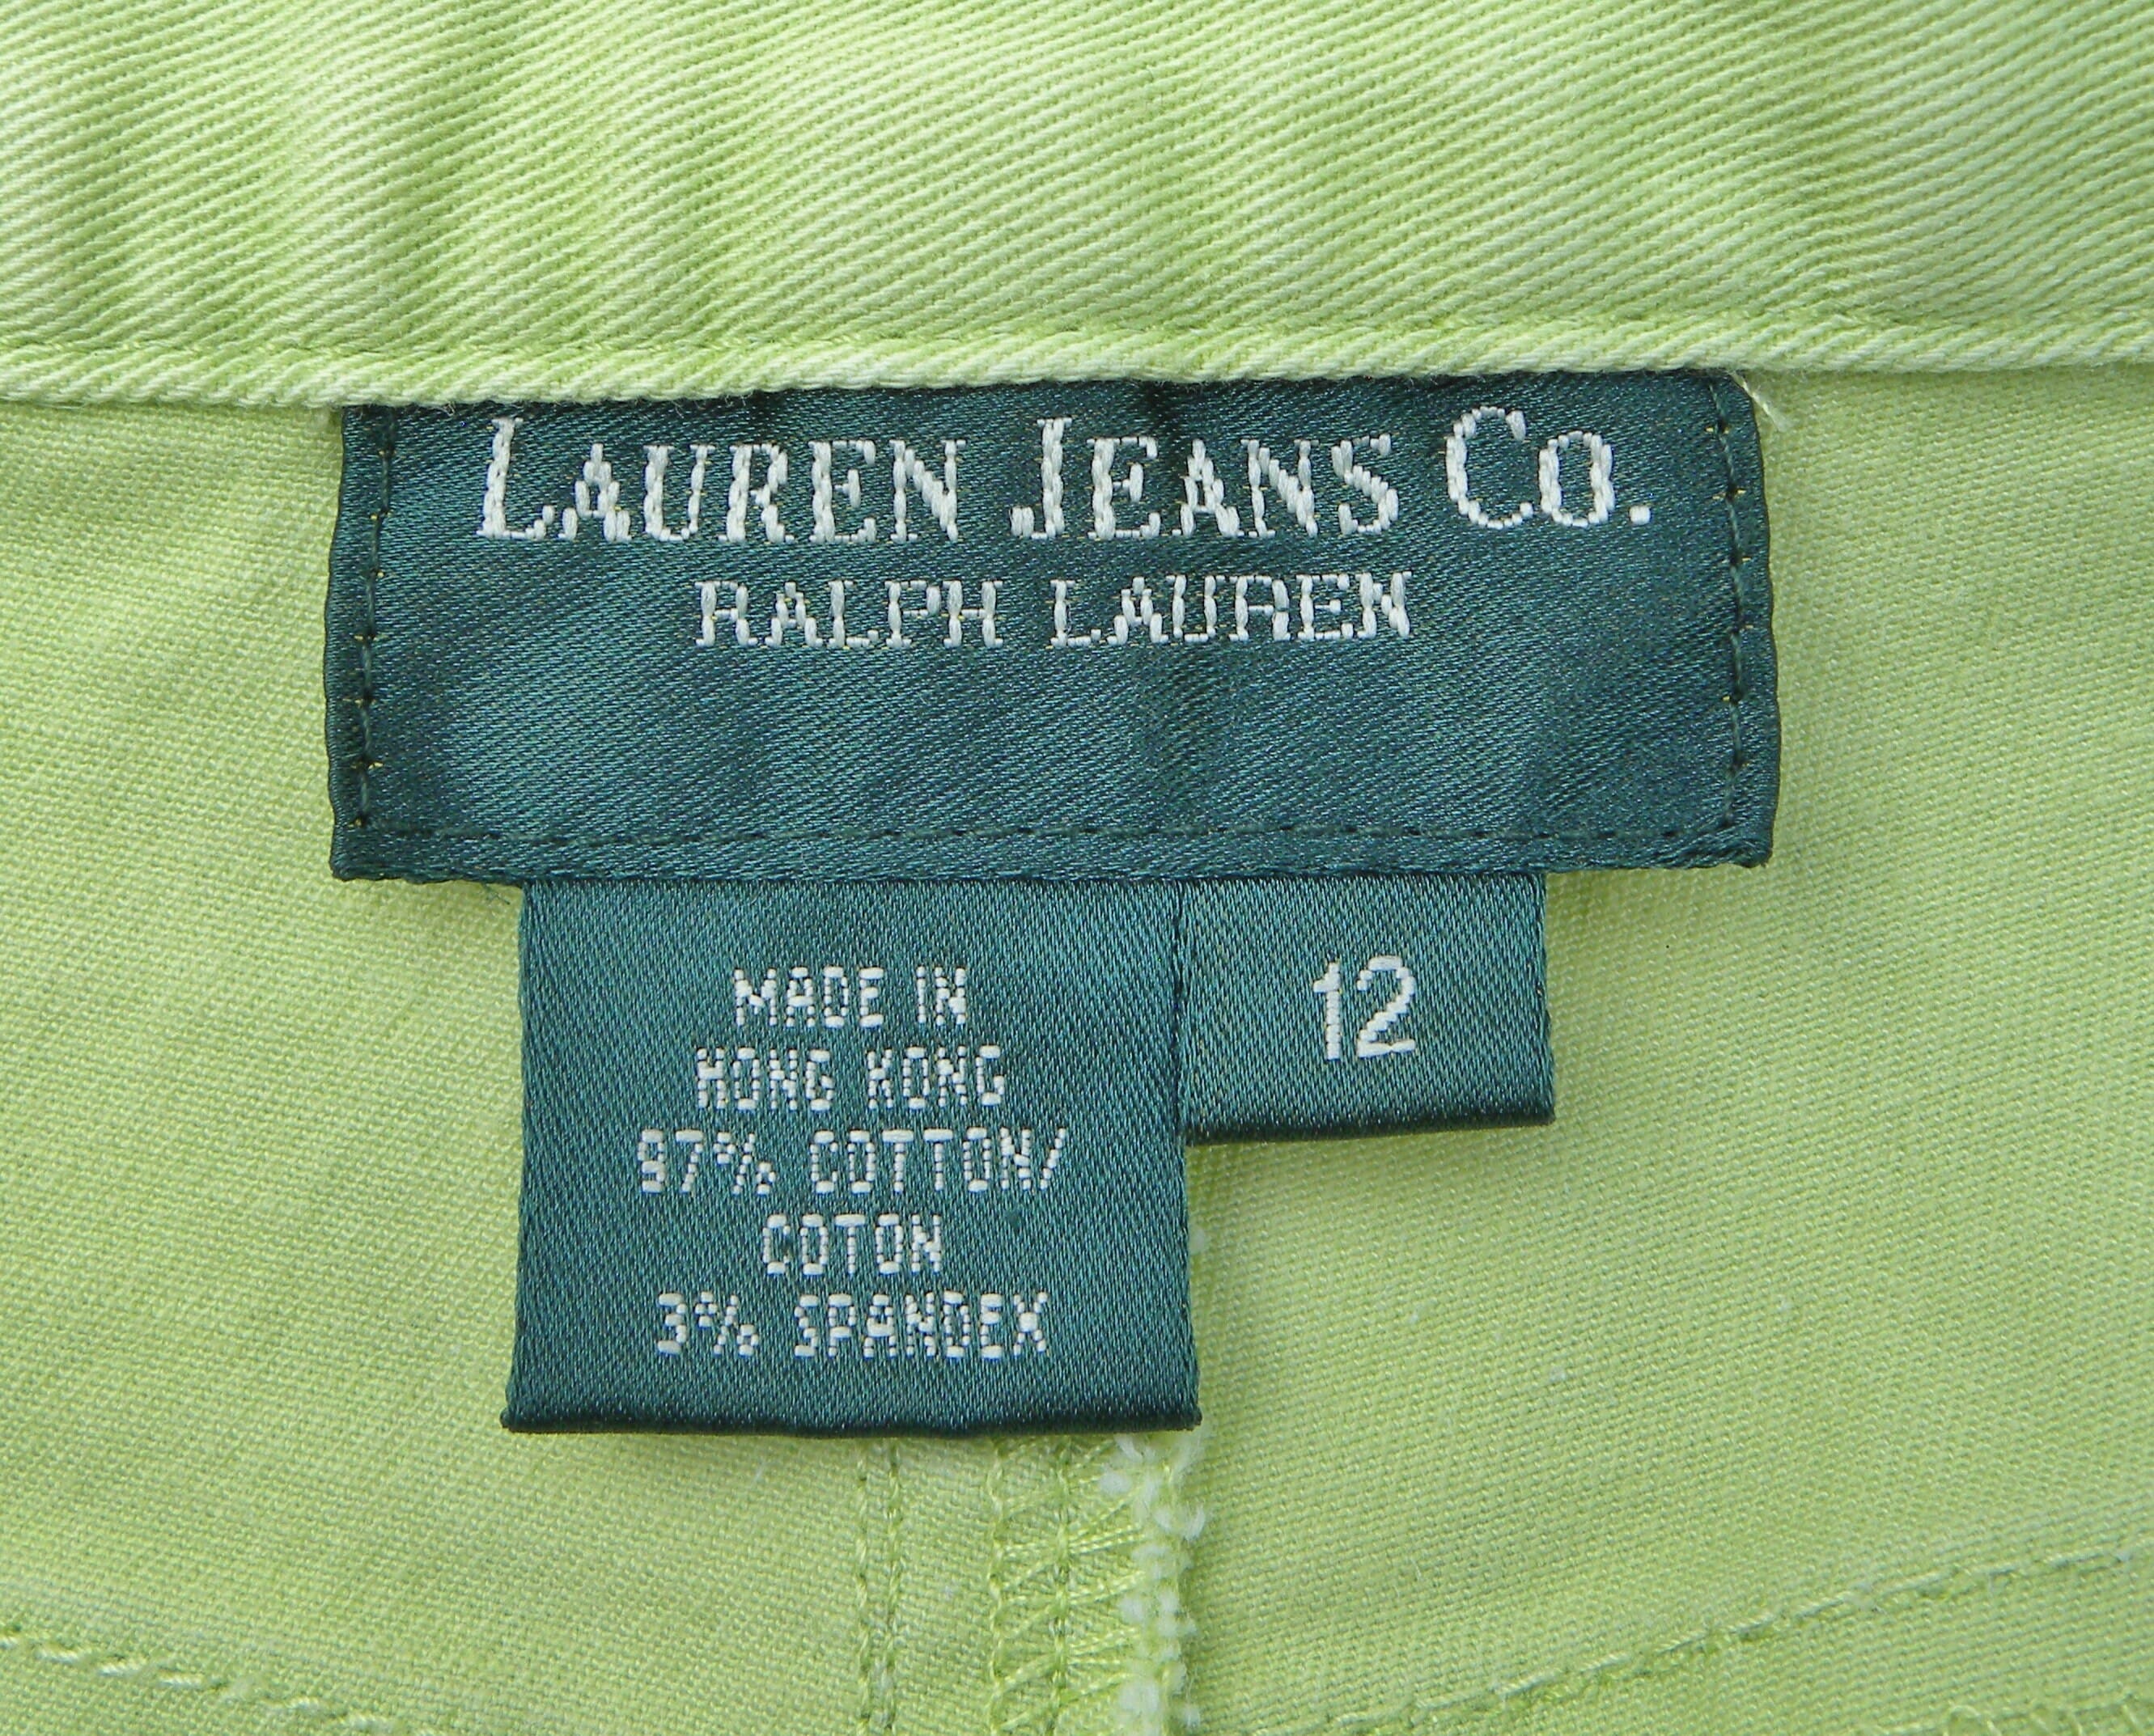 LAUREN JEANS CO.
RALPH LAUREN
MADE IN
HONG KONG
97% COTTON/
COTON
3% SPANDEX
12